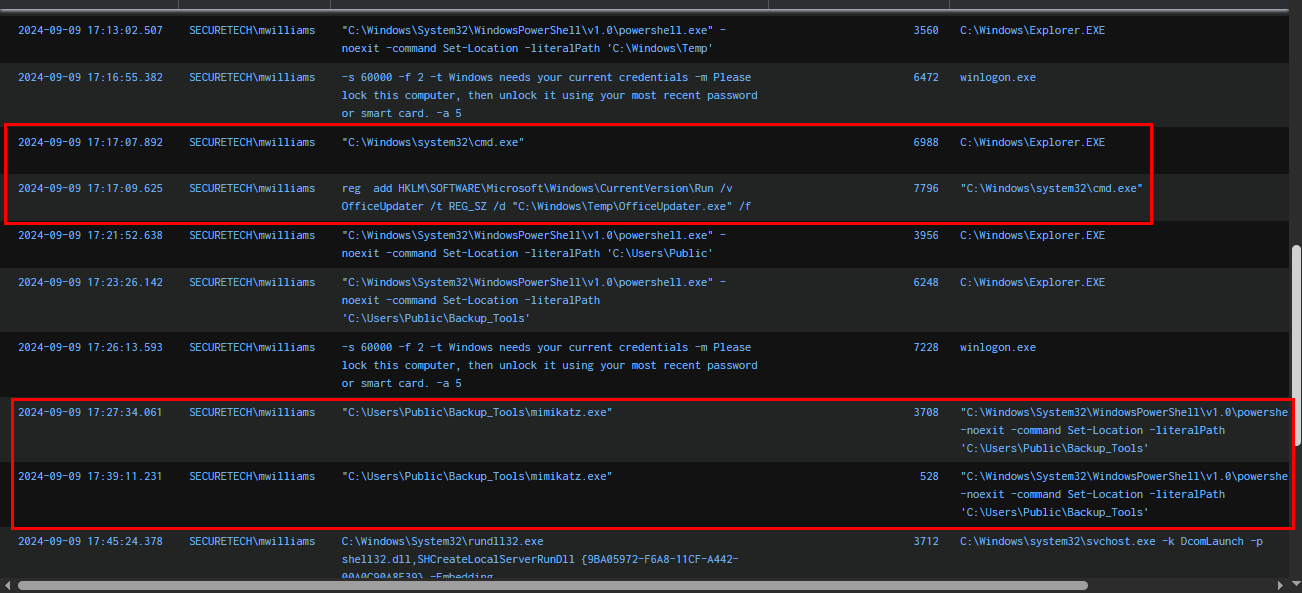 2024-09-09 17:13:02.507 SECURETECH\mwilliams "C:\Windows\System32\WindowsPowerShell\v1.0\powershell.exe" - 3560 C:\Windows\Explorer.EXE
noexit -command Set-Location -literalPath 'C:\Windows\Temp'
2024-09-09 17:16:55.382 SECURETECH\mwilliams -s 60000 -f 2 -t Windows needs your current credentials -m Please 6472 winlogon.exe
lock this computer, then unlock it using your most recent password
or smart card. -a 5
2024-09-09 17:17:07.892 SECURETECH\mwilliams "C:\Windows\system32\cmd.exe" 6988 C:\Windows\Explorer.EXE
2024-09-09 17:17:09.625 SECURETECH\mwilliams reg  add HKLM\SOFTWARE\Microsoft\Windows\CurrentVersion\Run /v 7796 "C:\Windows\system32\cmd.exe"
OfficeUpdater /t REG_SZ /d "C:\Windows\Temp\OfficeUpdater.exe" /f
2024-09-09 17:21:52.638 SECURETECH\mwilliams "C:\Windows\System32\WindowsPowerShell\v1.0\powershell.exe" - 3956 C:\Windows\Explorer.EXE
noexit -command Set-Location -literalPath 'C:\Users\Public'
2024-09-09 17:23:26.142 SECURETECH\mwilliams "C:\Windows\System32\WindowsPowerShell\v1.0\powershell.exe" - 6248 C:\Windows\Explorer.EXE
noexit -command Set-Location -literalPath
'C:\Users\Public\Backup_Tools'
2024-09-09 17:26:13.593 SECURETECH\mwilliams -s 60000 -f 2 -t Windows needs your current credentials -m Please 7228 winlogon.exe
lock this computer, then unlock it using your most recent password
or smart card. -a 5
2024-09-09 17:27:34.061 SECURETECH\mwilliams "C:\Users\Public\Backup_Tools\mimikatz.exe" 3708 "C:\Windows\System32\WindowsPowerShell\v1.0\powershe
-noexit -command Set-Location -literalPath
'C:\Users\Public\Backup_Tools'
2024-09-09 17:39:11.231 SECURETECH\mwilliams "C:\Users\Public\Backup_Tools\mimikatz.exe" 528 "C:\Windows\System32\WindowsPowerShell\v1.0\powershe
-noexit -command Set-Location -literalPath
'C:\Users\Public\Backup_Tools'
2024-09-09 17:45:24.378 SECURETECH\mwilliams C:\Windows\System32\rundll32.exe 3712 C:\Windows\system32\svchost.exe -k DcomLaunch -p
shell32.dll,SHCreateLocalServerRunDll {9BA05972-F6A8-11CF-A442-
00A0C90A8F39} -Embedding